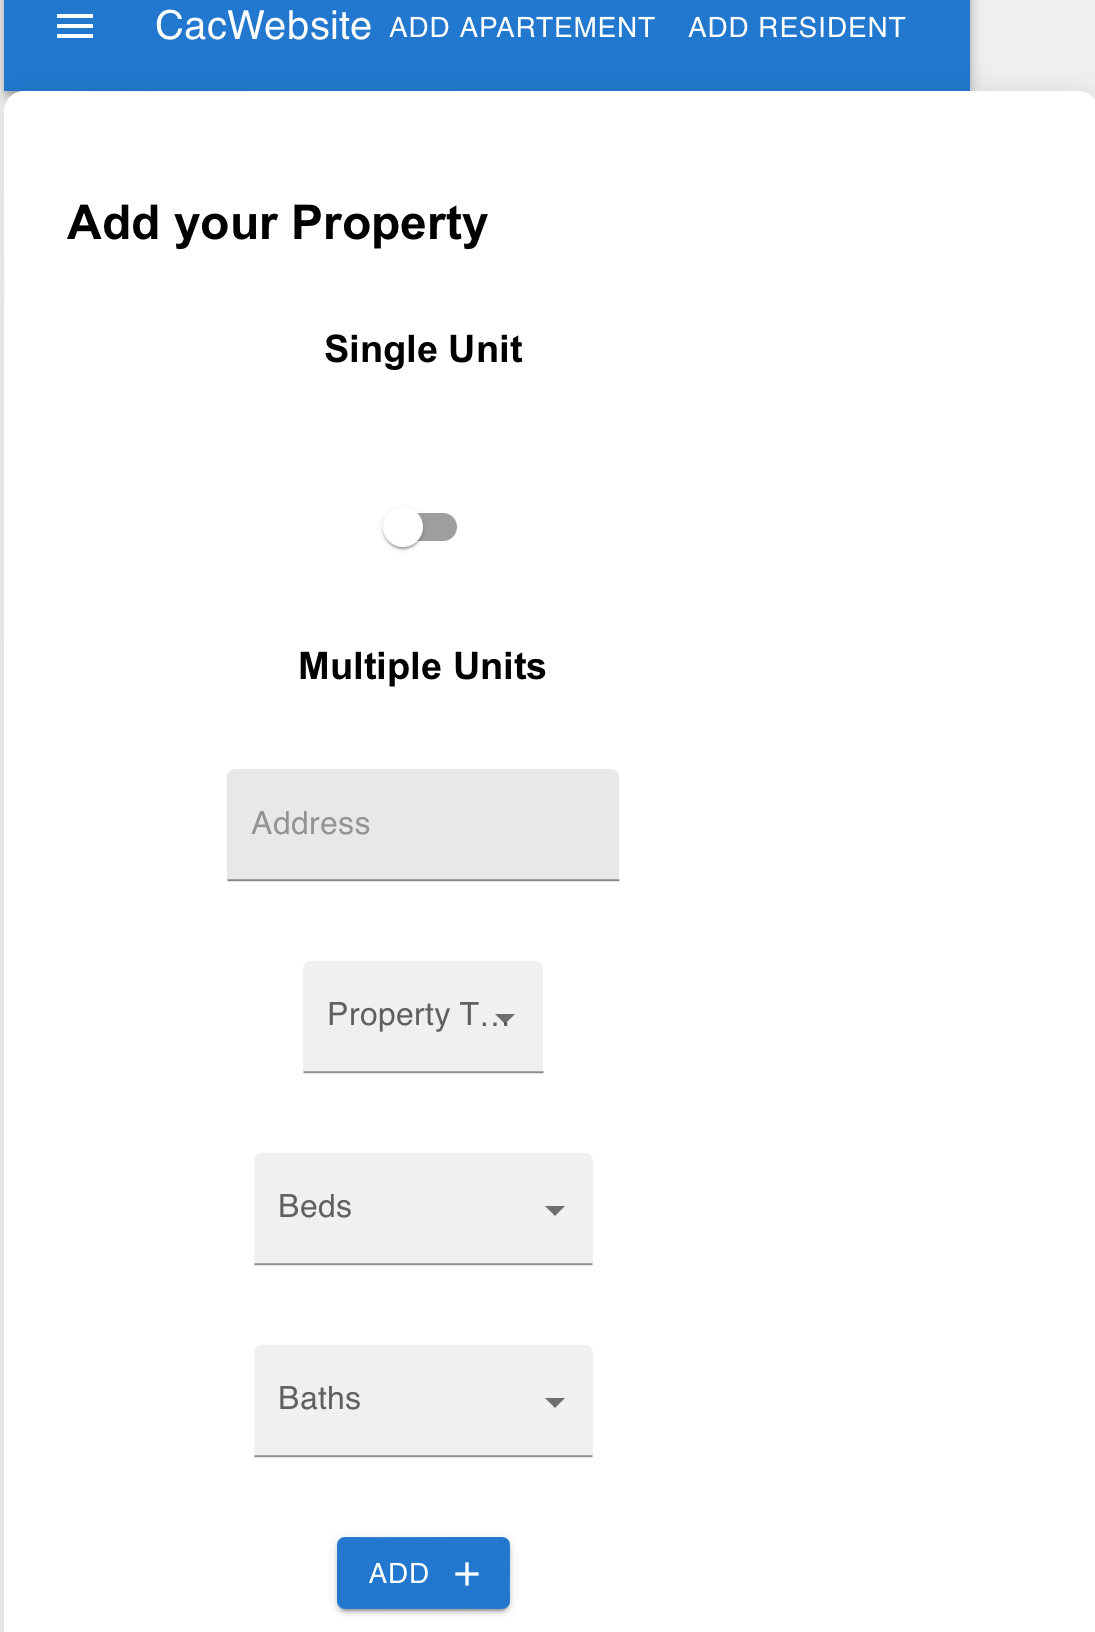 CacWebsite ADD APARTEMENT ADD RESIDENT
Add your Property
Single Unit
Multiple Units
Address
Property T...
Beds
Baths
ADD +